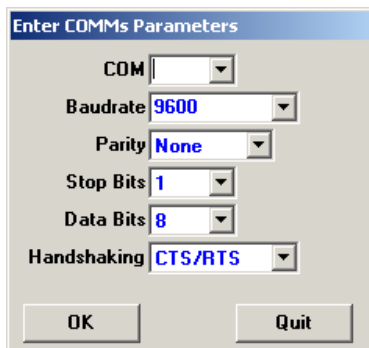 Enter COMMs Parameters
COM
Baudrate 9600
Parity None
Stop Bits 1
Data Bits 8
Handshaking CTS/RTS
OK Quit